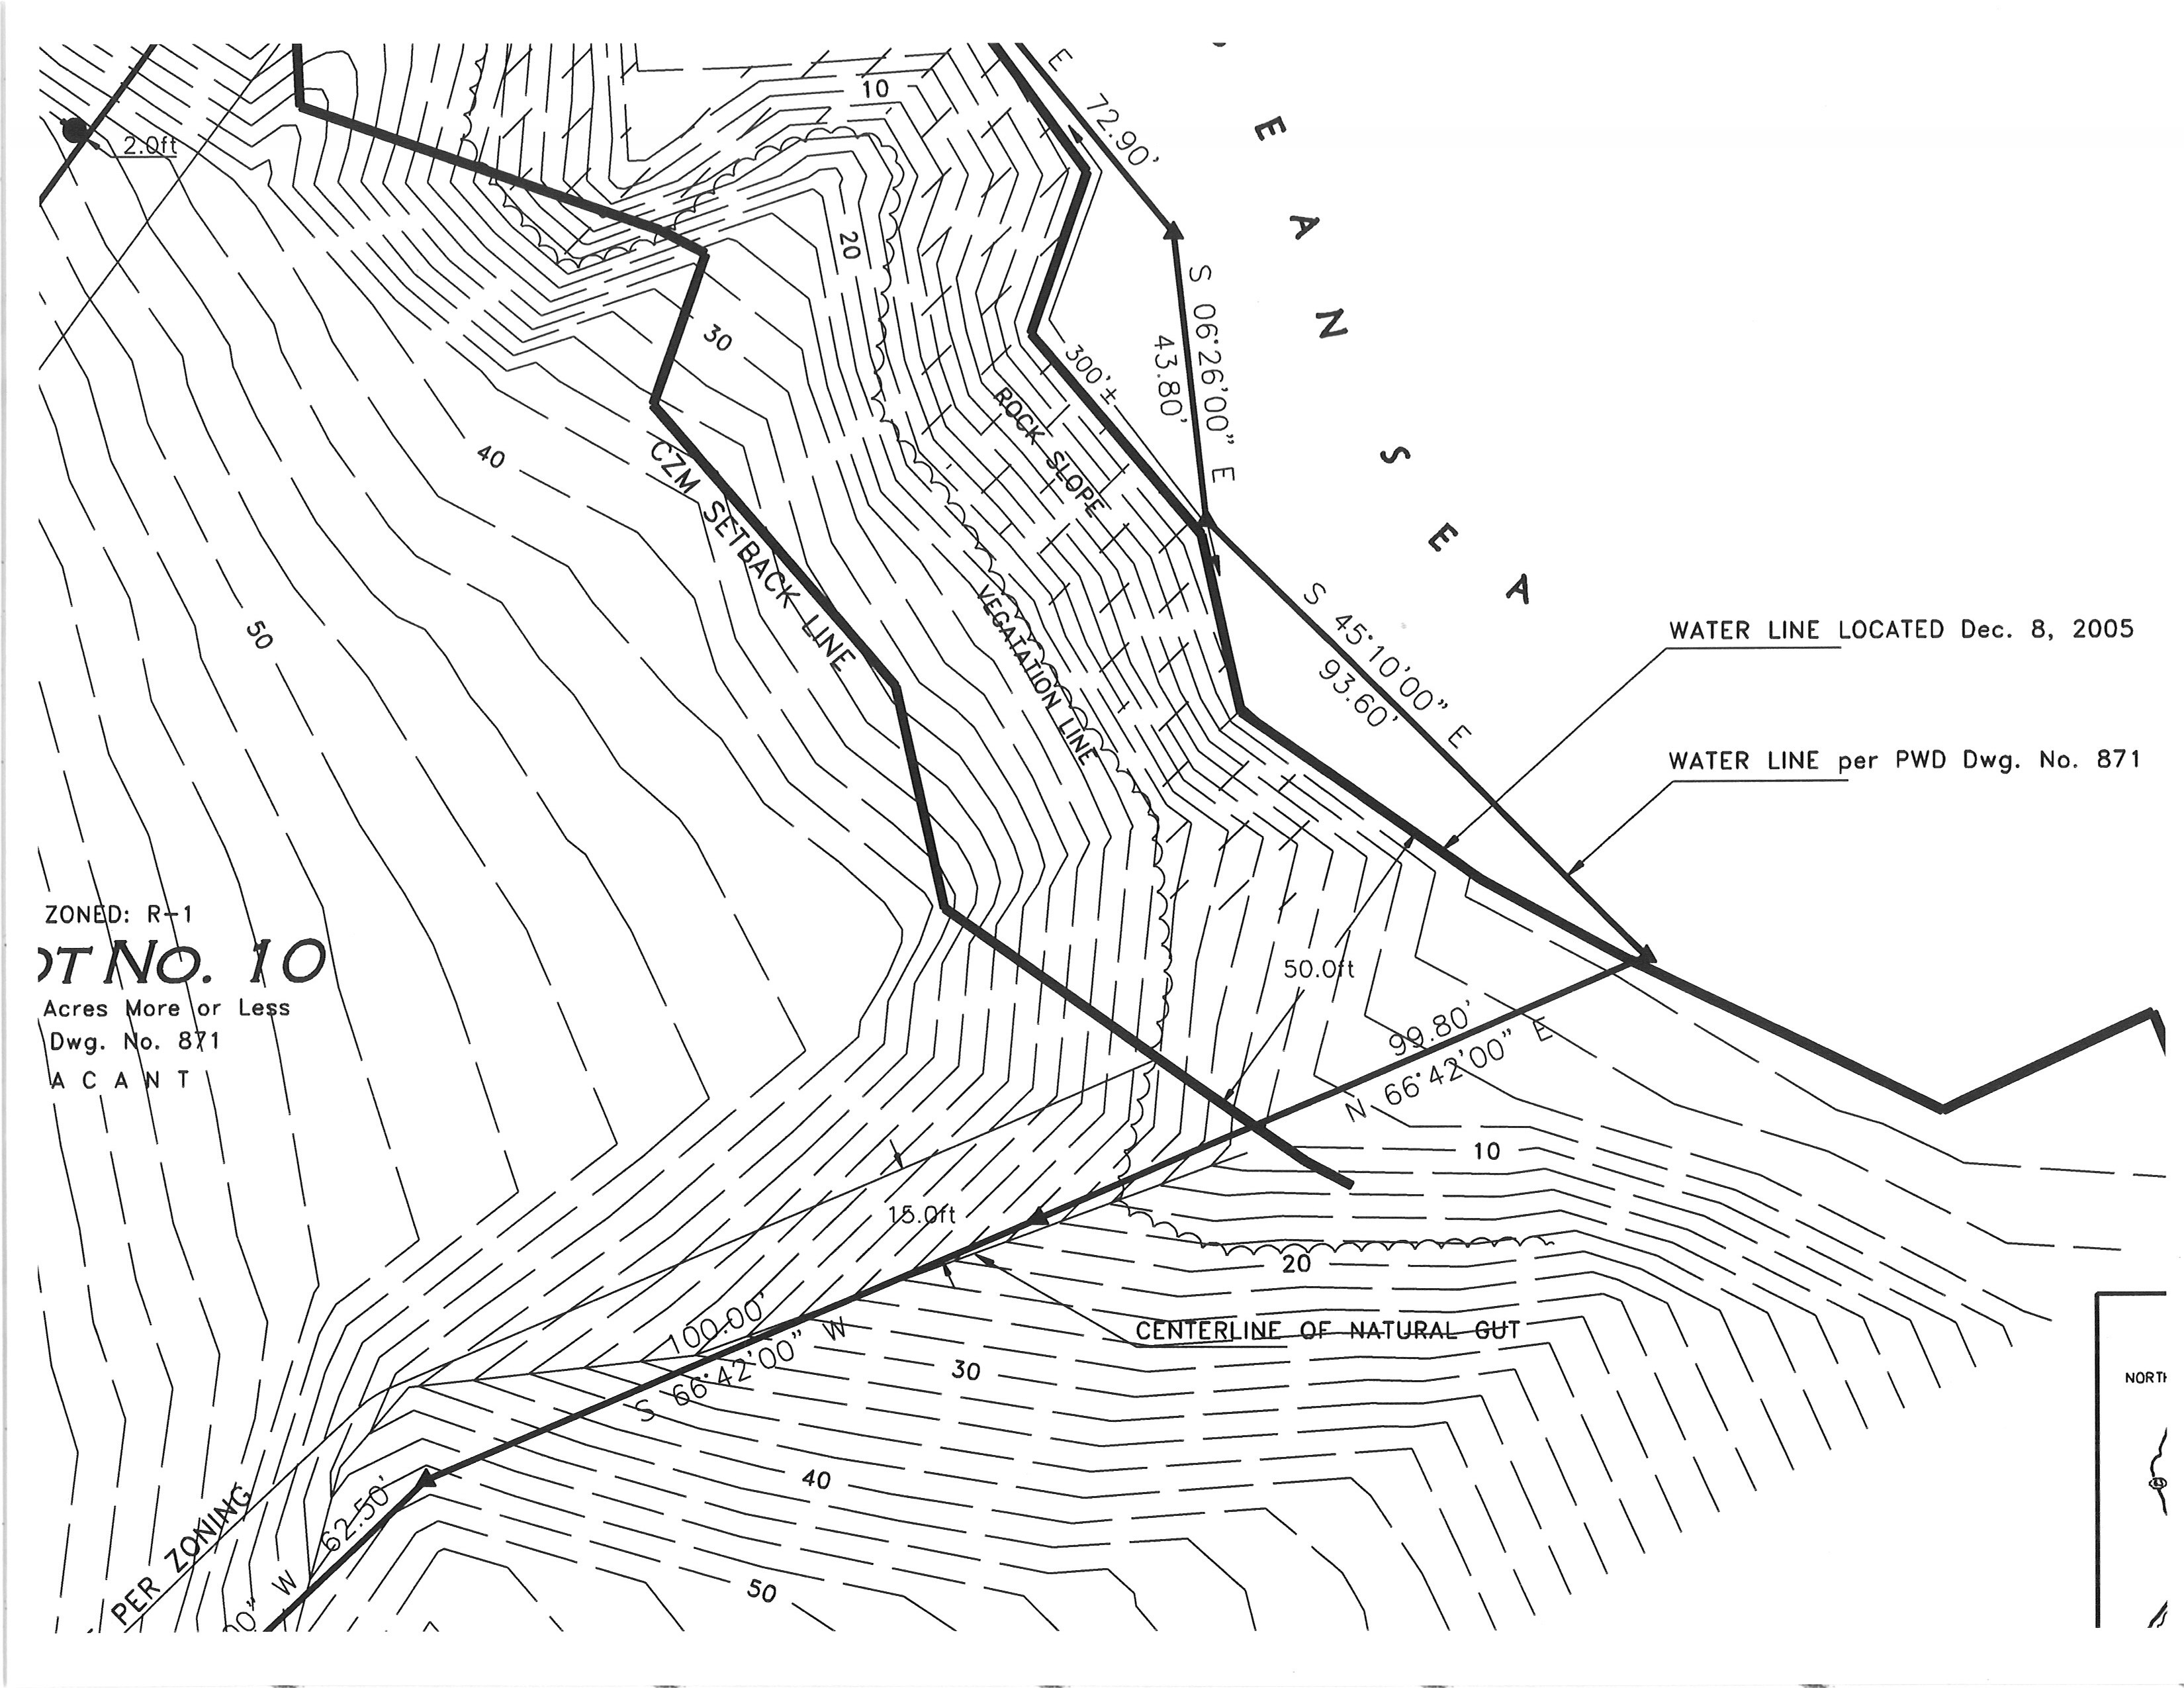 E
72.90'
10
2.0ft
E
A
N
S
E
A
20
S 06°26'00" E
43.80'
30
300'±
ROCK SLOPE
40
CZM SETBACK LINE
50
VEGATATION LINE
S 45°10'00" E
93.60'
WATER LINE LOCATED Dec. 8, 2005
WATER LINE per PWD Dwg. No. 871
ZONED: R-1
OT NO. 10
Acres More or Less
Dwg. No. 871
ACANT
50.0ft
99.80'
N 66°42'00" E
10
15.0ft
20
CENTERLINE OF NATURAL GUT
100.00'
S 66°42'00" W
30
40
50
62.50'
00" W
PER ZONING
NORTH